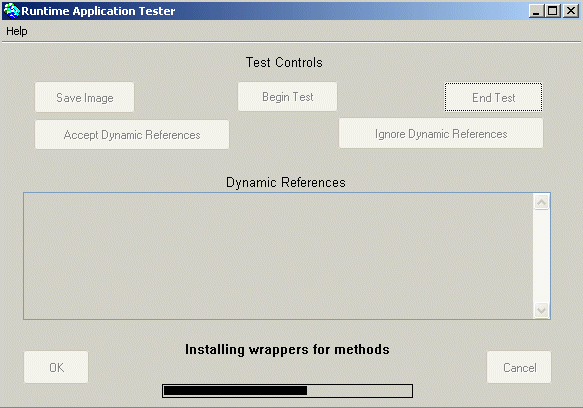 Runtime Application Tester
Help
Test Controls
Save Image
Begin Test
End Test
Accept Dynamic References
Ignore Dynamic References
Dynamic References
Installing wrappers for methods
OK
Cancel